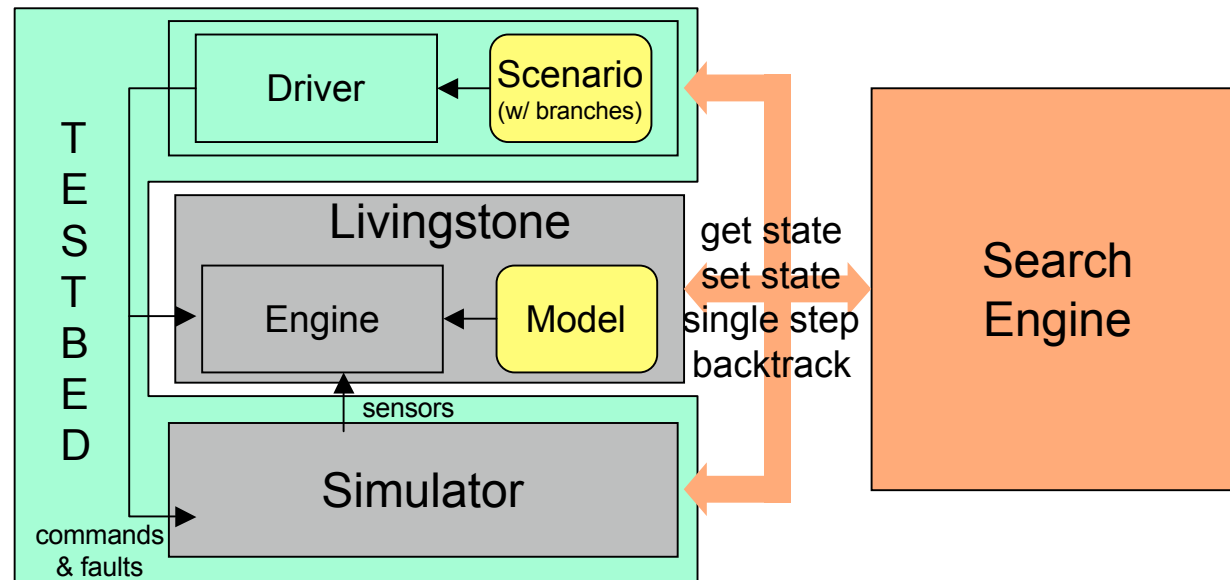 TESTBED
Driver
Scenario
(w/ branches)
Livingstone
Engine
Model
sensors
Simulator
commands
& faults
get state
set state
single step
backtrack
Search
Engine